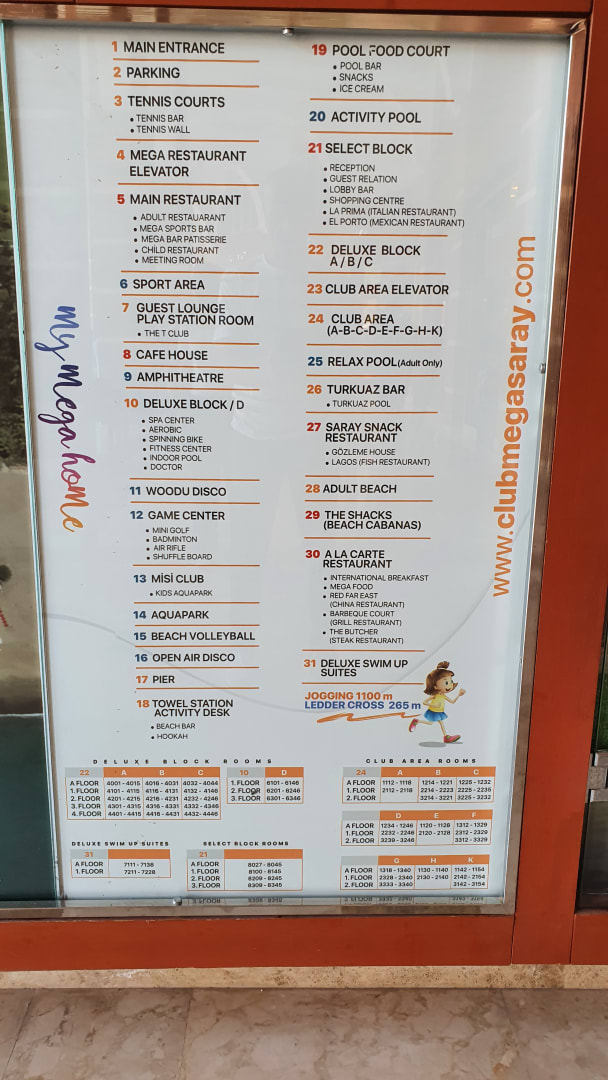 1 MAIN ENTRANCE
2 PARKING
3 TENNIS COURTS
• TENNIS BAR
• TENNIS WALL
4 MEGA RESTAURANT
ELEVATOR
5 MAIN RESTAURANT
• ADULT RESTAUARANT
• MEGA SPORTS BAR
• MEGA BAR PATISSERIE
• CHİLD RESTAURANT
• MEETING ROOM
6 SPORT AREA
7 GUEST LOUNGE
PLAY STATION ROOM
• THE T CLUB
8 CAFE HOUSE
9 AMPHITHEATRE
10 DELUXE BLOCK / D
• SPA CENTER
• AEROBIC
• SPINNING BIKE
• FITNESS CENTER
• INDOOR POOL
• DOCTOR
11 WOODU DISCO
12 GAME CENTER
• MINI GOLF
• BADMINTON
• AIR RIFLE
• SHUFFLE BOARD
13 MİSİ CLUB
• KIDS AQUAPARK
14 AQUAPARK
15 BEACH VOLLEYBALL
16 OPEN AIR DISCO
17 PIER
18 TOWEL STATION
ACTIVITY DESK
• BEACH BAR
• HOOKAH
19 POOL FOOD COURT
• POOL BAR
• SNACKS
• ICE CREAM
20 ACTIVITY POOL
21 SELECT BLOCK
• RECEPTION
• GUEST RELATION
• LOBBY BAR
• SHOPPING CENTRE
• LA PRIMA (ITALIAN RESTAURANT)
• EL PORTO (MEXICAN RESTAURANT)
22 DELUXE BLOCK
A / B / C
23 CLUB AREA ELEVATOR
24 CLUB AREA
(A-B-C-D-E-F-G-H-K)
25 RELAX POOL (Adult Only)
26 TURKUAZ BAR
• TURKUAZ POOL
27 SARAY SNACK
RESTAURANT
• GÖZLEME HOUSE
• LAGOS (FISH RESTAURANT)
28 ADULT BEACH
29 THE SHACKS
(BEACH CABANAS)
30 A LA CARTE
RESTAURANT
• INTERNATIONAL BREAKFAST
• MEGA FOOD
• RED FAR EAST
(CHINA RESTAURANT)
• BARBEQUE COURT
(GRILL RESTAURANT)
• THE BUTCHER
(STEAK RESTAURANT)
31 DELUXE SWIM UP
SUITES
JOGGING 1100 m
LEDDER CROSS 265 m
my mega home
www.clubmegasaray.com
DELUXE BLOCK ROOMS
22 A B C
A FLOOR 4001 - 4015 4016 - 4031 4032 - 4044
1. FLOOR 4101 - 4115 4116 - 4131 4132 - 4146
2. FLOOR 4201 - 4215 4216 - 4231 4232 - 4246
3. FLOOR 4301 - 4315 4316 - 4331 4332 - 4346
4. FLOOR 4401 - 4415 4416 - 4431 4432 - 4446
10 D
1. FLOOR 6101 - 6146
2. FLOOR 6201 - 6246
3. FLOOR 6301 - 6346
DELUXE SWIM UP SUITES
31
A FLOOR 7111 - 7136
1. FLOOR 7211 - 7228
SELECT BLOCK ROOMS
21
A FLOOR 8027 - 8045
1. FLOOR 8100 - 8145
2. FLOOR 8209 - 8245
3. FLOOR 8309 - 8345
CLUB AREA ROOMS
24 A B C
A FLOOR 1112 - 1118 1214 - 1221 1225 - 1232
1. FLOOR 2112 - 2118 2214 - 2223 2225 - 2235
2. FLOOR 3214 - 3221 3225 - 3232
D E F
A FLOOR 1234 - 1246 1120 - 1128 1312 - 1329
1. FLOOR 2232 - 2246 2120 - 2128 2312 - 2329
2. FLOOR 3239 - 3246 3312 - 3329
G H K
A FLOOR 1318 - 1340 1130 - 1140 1142 - 1154
1. FLOOR 2328 - 2340 2130 - 2140 2142 - 2154
2. FLOOR 3333 - 3340 3142 - 3154